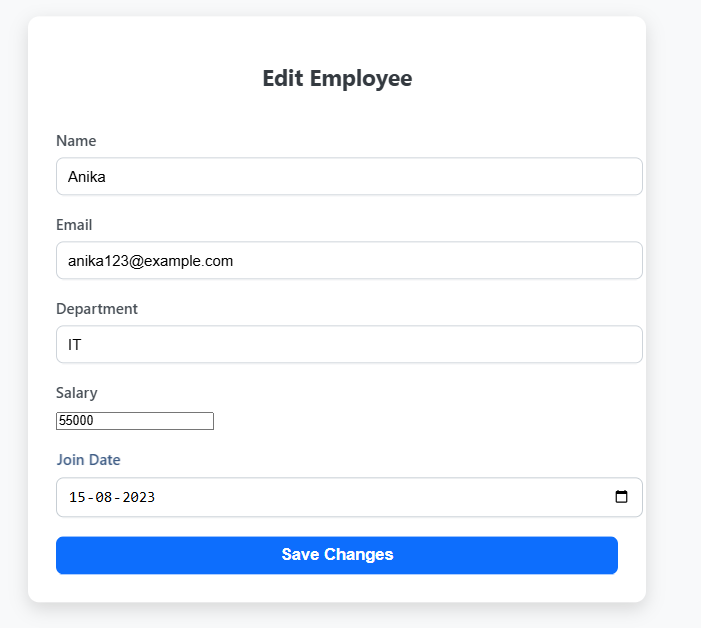 Edit Employee
Name
Anika
Email
anika123@example.com
Department
IT
Salary
55000
Join Date
15-08-2023
Save Changes